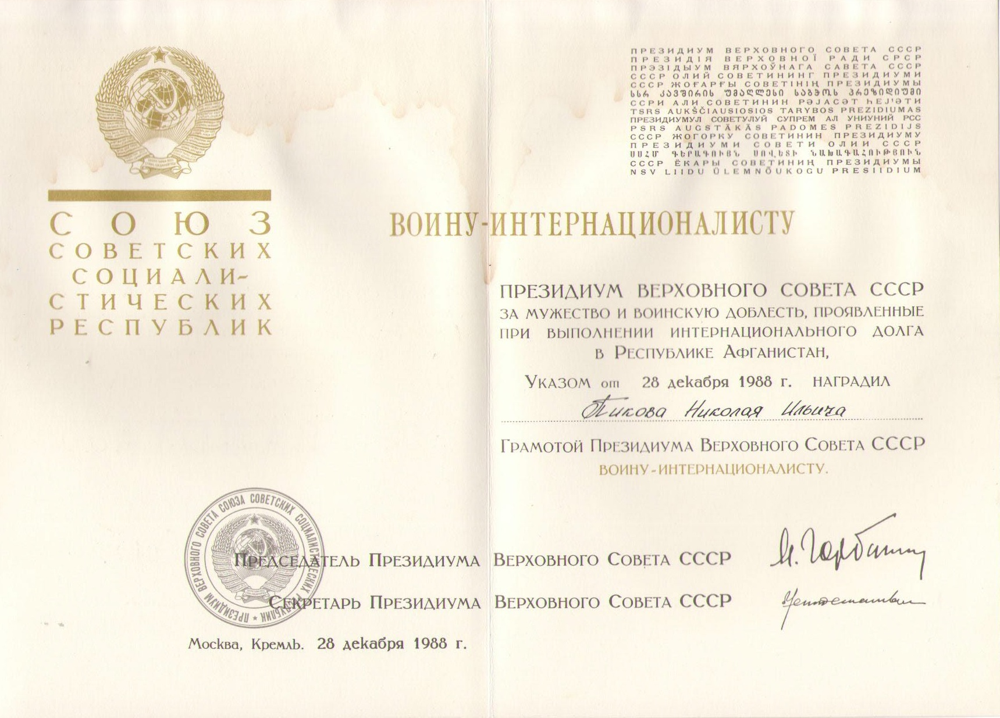 СОЮЗ
СОВЕТСКИХ
СОЦИАЛИ-
СТИЧЕСКИХ
РЕСПУБЛИК
ПРЕЗИДИУМ ВЕРХОВНОГО СОВЕТА СССР
ПРЕЗИДІЯ ВЕРХОВНОЇ РАДИ СРСР
ПРЭЗІДЫУМ ВЯРХОЎНАГА САВЕТА СССР
СССР ОЛИЙ СОВЕТИНИНГ ПРЕЗИДИУМИ
СССР ЖОҒАРҒЫ СОВЕТІНІҢ ПРЕЗИДИУМЫ
სსრ კავშირის უმაღლესი საბჭოს პრეზიდიუმი
ССРИ АЛИ СОВЕТИНИН РӘЈАСӘТ ҺЕЈ'ӘТИ
TSRS AUKŠČIAUSIOSIOS TARYBOS PREZIDIUMAS
ПРЕЗИДИУМУЛ СОВЕТУЛУЙ СУПРЕМ АЛ УНИУНИЙ РСС
PSRS AUGSTĀKĀS PADOMES PREZIDIJS
СССР ЖОГОРКУ СОВЕТИНИН ПРЕЗИДИУМУ
ПРЕЗИДИУМИ СОВЕТИ ОЛИИ СССР
ՍՍՀՄ ԳԵՐԱԳՈՒՅՆ ՍՈՎԵՏԻ ՆԱԽԱԳԱՀՈՒԹՅՈՒՆ
СССР ЁКАРЫ СОВЕТИНИҢ ПРЕЗИДИУМЫ
NSV LIIDU ÜLEMNÕUKOGU PRESIIDIUM
ВОИНУ-ИНТЕРНАЦИОНАЛИСТУ
ПРЕЗИДИУМ ВЕРХОВНОГО СОВЕТА СССР
ЗА МУЖЕСТВО И ВОИНСКУЮ ДОБЛЕСТЬ, ПРОЯВЛЕННЫЕ
ПРИ ВЫПОЛНЕНИИ ИНТЕРНАЦИОНАЛЬНОГО ДОЛГА
В РЕСПУБЛИКЕ АФГАНИСТАН,
УКАЗОМ от 28 декабря 1988 г. НАГРАДИЛ
Николая Ильича
ГРАМОТОЙ ПРЕЗИДИУМА ВЕРХОВНОГО СОВЕТА СССР
ВОИНУ-ИНТЕРНАЦИОНАЛИСТУ.
ПРЕЗИДИУМ ВЕРХОВНОГО СОВЕТА СОЮЗА СОВЕТСКИХ СОЦИАЛИСТИЧЕСКИХ РЕСПУБЛИК
ПРЕДСЕДАТЕЛЬ ПРЕЗИДИУМА ВЕРХОВНОГО СОВЕТА СССР М. Горбачев
СЕКРЕТАРЬ ПРЕЗИДИУМА ВЕРХОВНОГО СОВЕТА СССР
Москва, Кремль. 28 декабря 1988 г.